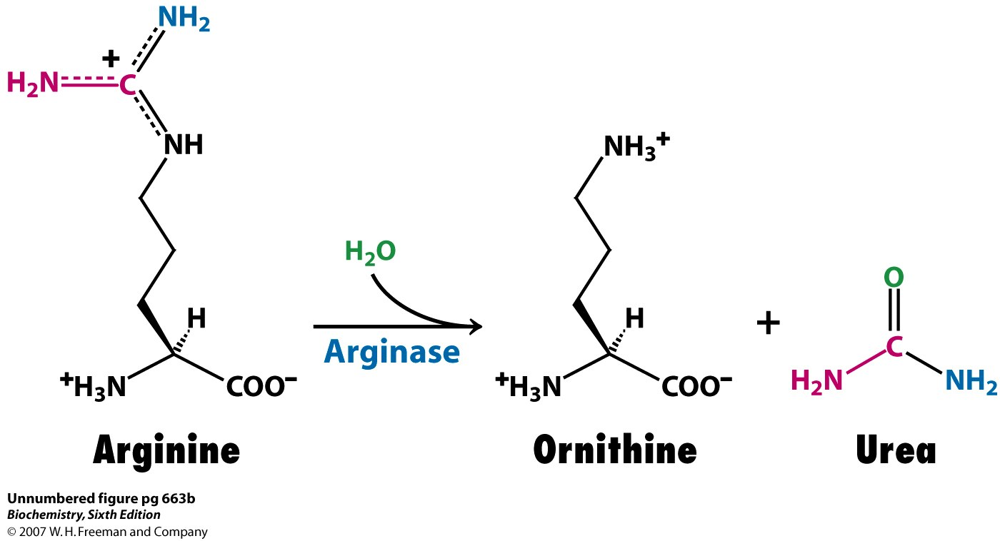 NH2
+
H2N
C
NH
H
+H3N
COO−
Arginine
H2O
Arginase
NH3+
H
+H3N
COO−
Ornithine
+
O
C
H2N
NH2
Urea
Unnumbered figure pg 663b
Biochemistry, Sixth Edition
© 2007 W. H. Freeman and Company